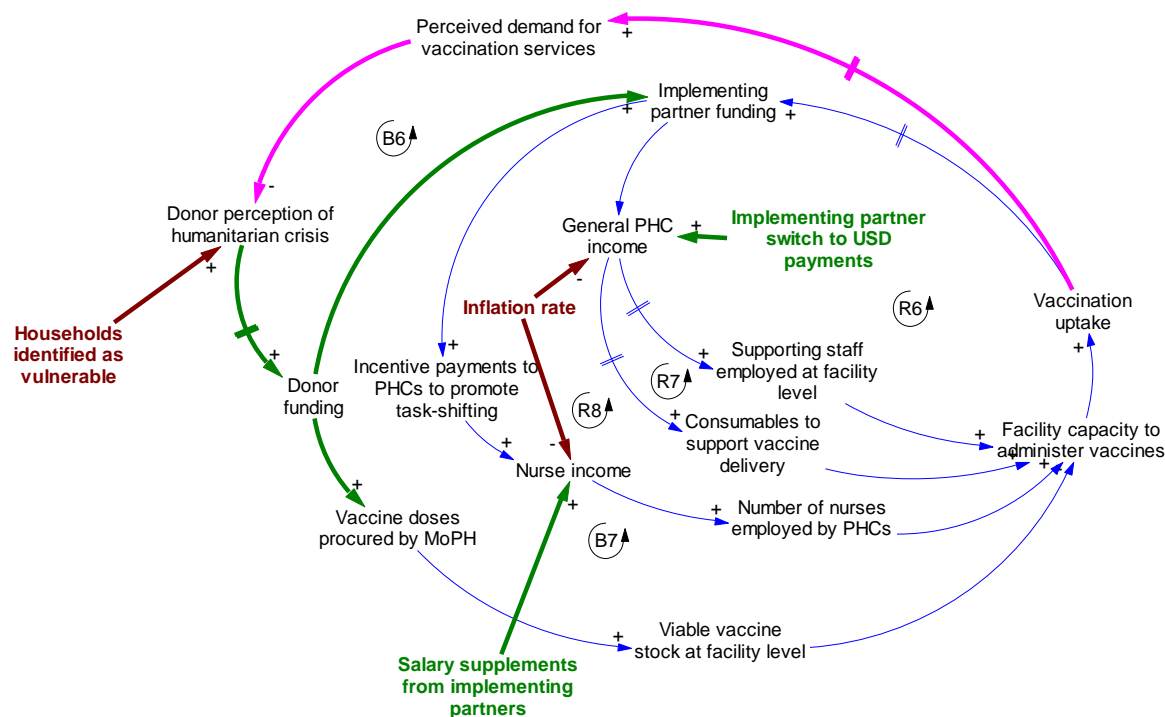 Perceived demand for
vaccination services
+
Implementing
partner funding
+
+
B6
-
Donor perception of
humanitarian crisis
+
General PHC
income
+
-
Implementing partner
switch to USD
payments
Households
identified as
vulnerable
Inflation rate
R6
Vaccination
uptake
+
+
Donor
funding
+
Incentive payments to
PHCs to promote
task-shifting
+
R7
+
Supporting staff
employed at facility
level
R8
+
Consumables to
support vaccine
delivery
+
+
+
+
Facility capacity to
administer vaccines
-
Nurse income
+
+
Vaccine doses
procured by MoPH
B7
+
Number of nurses
employed by PHCs
+
Viable vaccine
stock at facility level
Salary supplements
from implementing
partners